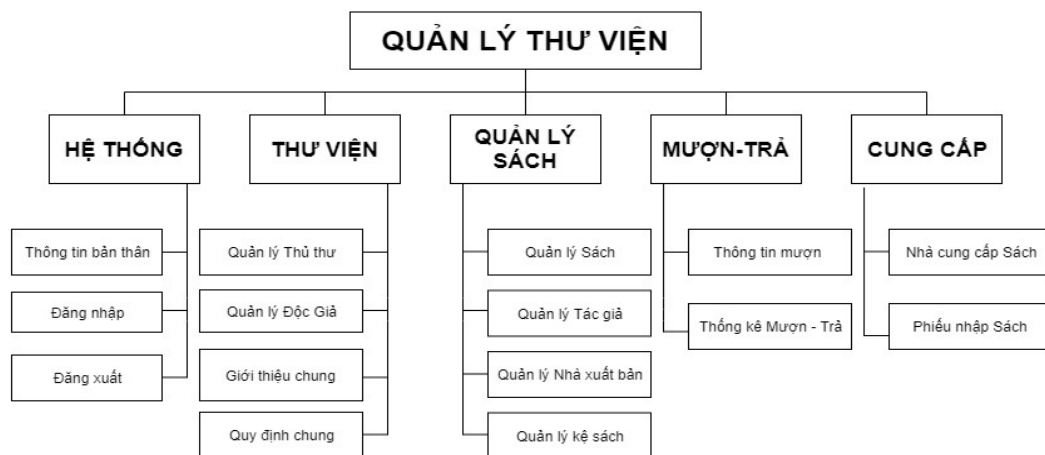 QUẢN LÝ THƯ VIỆN
HỆ THỐNG
THƯ VIỆN
QUẢN LÝ
SÁCH
MƯỢN-TRẢ
CUNG CẤP
Thông tin bản thân
Đăng nhập
Đăng xuất
Quản lý Thủ thư
Quản lý Độc Giả
Giới thiệu chung
Quy định chung
Quản lý Sách
Quản lý Tác giả
Quản lý Nhà xuất bản
Quản lý kệ sách
Thông tin mượn
Thống kê Mượn - Trả
Nhà cung cấp Sách
Phiếu nhập Sách